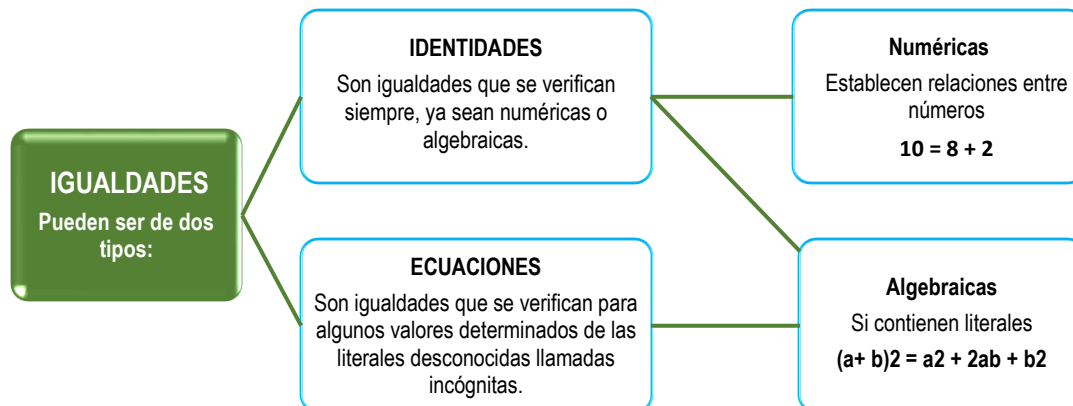 IGUALDADES
Pueden ser de dos
tipos:
IDENTIDADES
Son igualdades que se verifican
siempre, ya sean numéricas o
algebraicas.
ECUACIONES
Son igualdades que se verifican para
algunos valores determinados de las
literales desconocidas llamadas
incógnitas.
Numéricas
Establecen relaciones entre
números
10 = 8 + 2
Algebraicas
Si contienen literales
(a+ b)2 = a2 + 2ab + b2